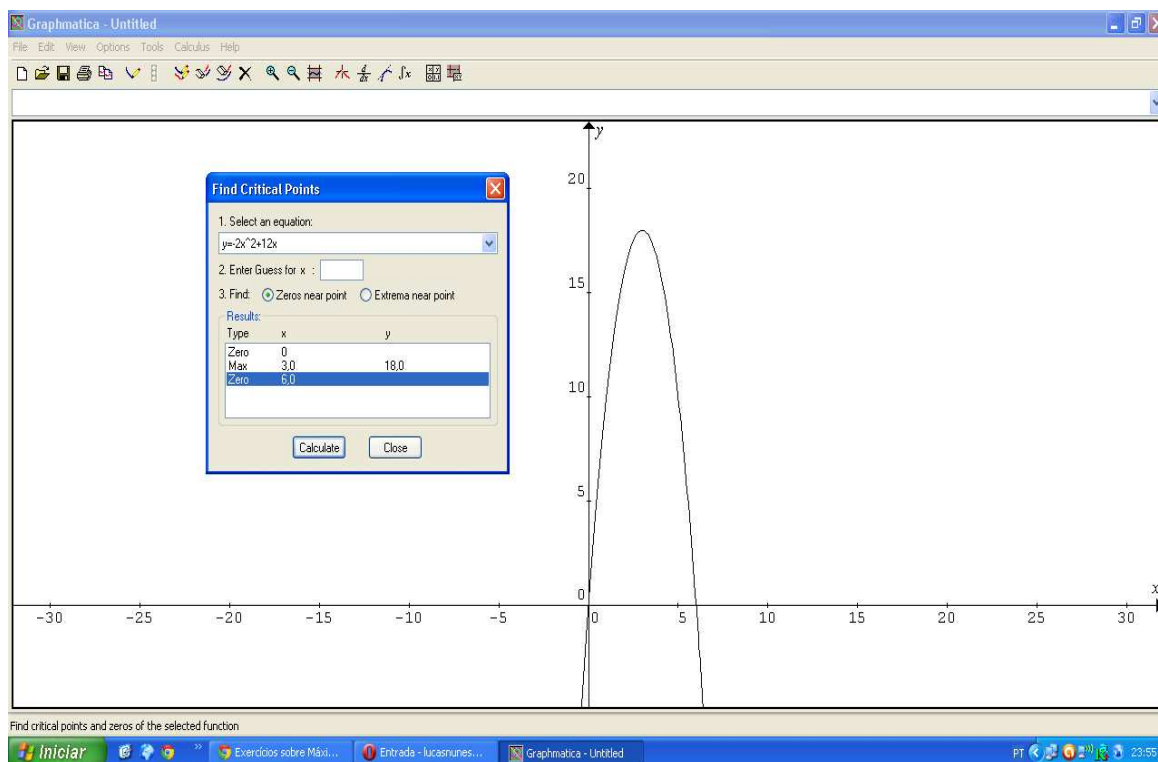 Graphmatica - Untitled
File Edit View Options Tools Calculus Help
y
20
15
10
5
0
x
-30 -25 -20 -15 -10 -5 0 5 10 15 20 25 30
Find Critical Points
1. Select an equation:
y=-2x^2+12x
2. Enter Guess for x :
3. Find: Zeros near point Extrema near point
Results:
Type x y
Zero 0
Max 3,0 18,0
Zero 6,0
Calculate Close
Find critical points and zeros of the selected function
Iniciar » Exercícios sobre Máxi... Entrada - lucasnunes... Graphmatica - Untitled PT 23:55